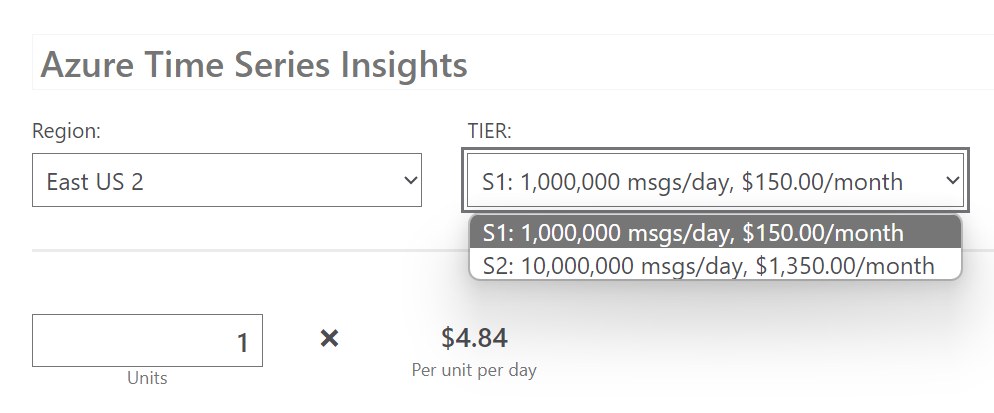 Azure Time Series Insights
Region:
TIER:
East US 2
S1: 1,000,000 msgs/day, $150.00/month
S1: 1,000,000 msgs/day, $150.00/month
S2: 10,000,000 msgs/day, $1,350.00/month
1
×
$4.84
Units
Per unit per day